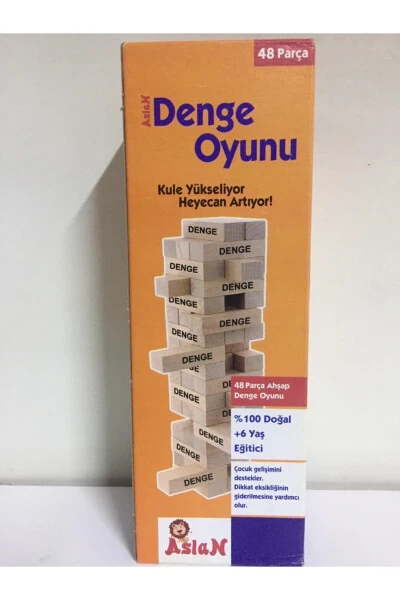 48 Parça
AslaN
Denge
Oyunu
Kule Yükseliyor
Heyecan Artıyor!
DENGE
DENGE
DENGE
DENGE
DENGE
DENGE
DENGE
DENGE
DENGE
DENGE
DENGE
DENGE
DENGE
48 Parça Ahşap
Denge Oyunu
%100 Doğal
+6 Yaş
Eğitici
Çocuk gelişimini
destekler.
Dikkat eksikliğinin
giderilmesine yardımcı
olur.
AslaN